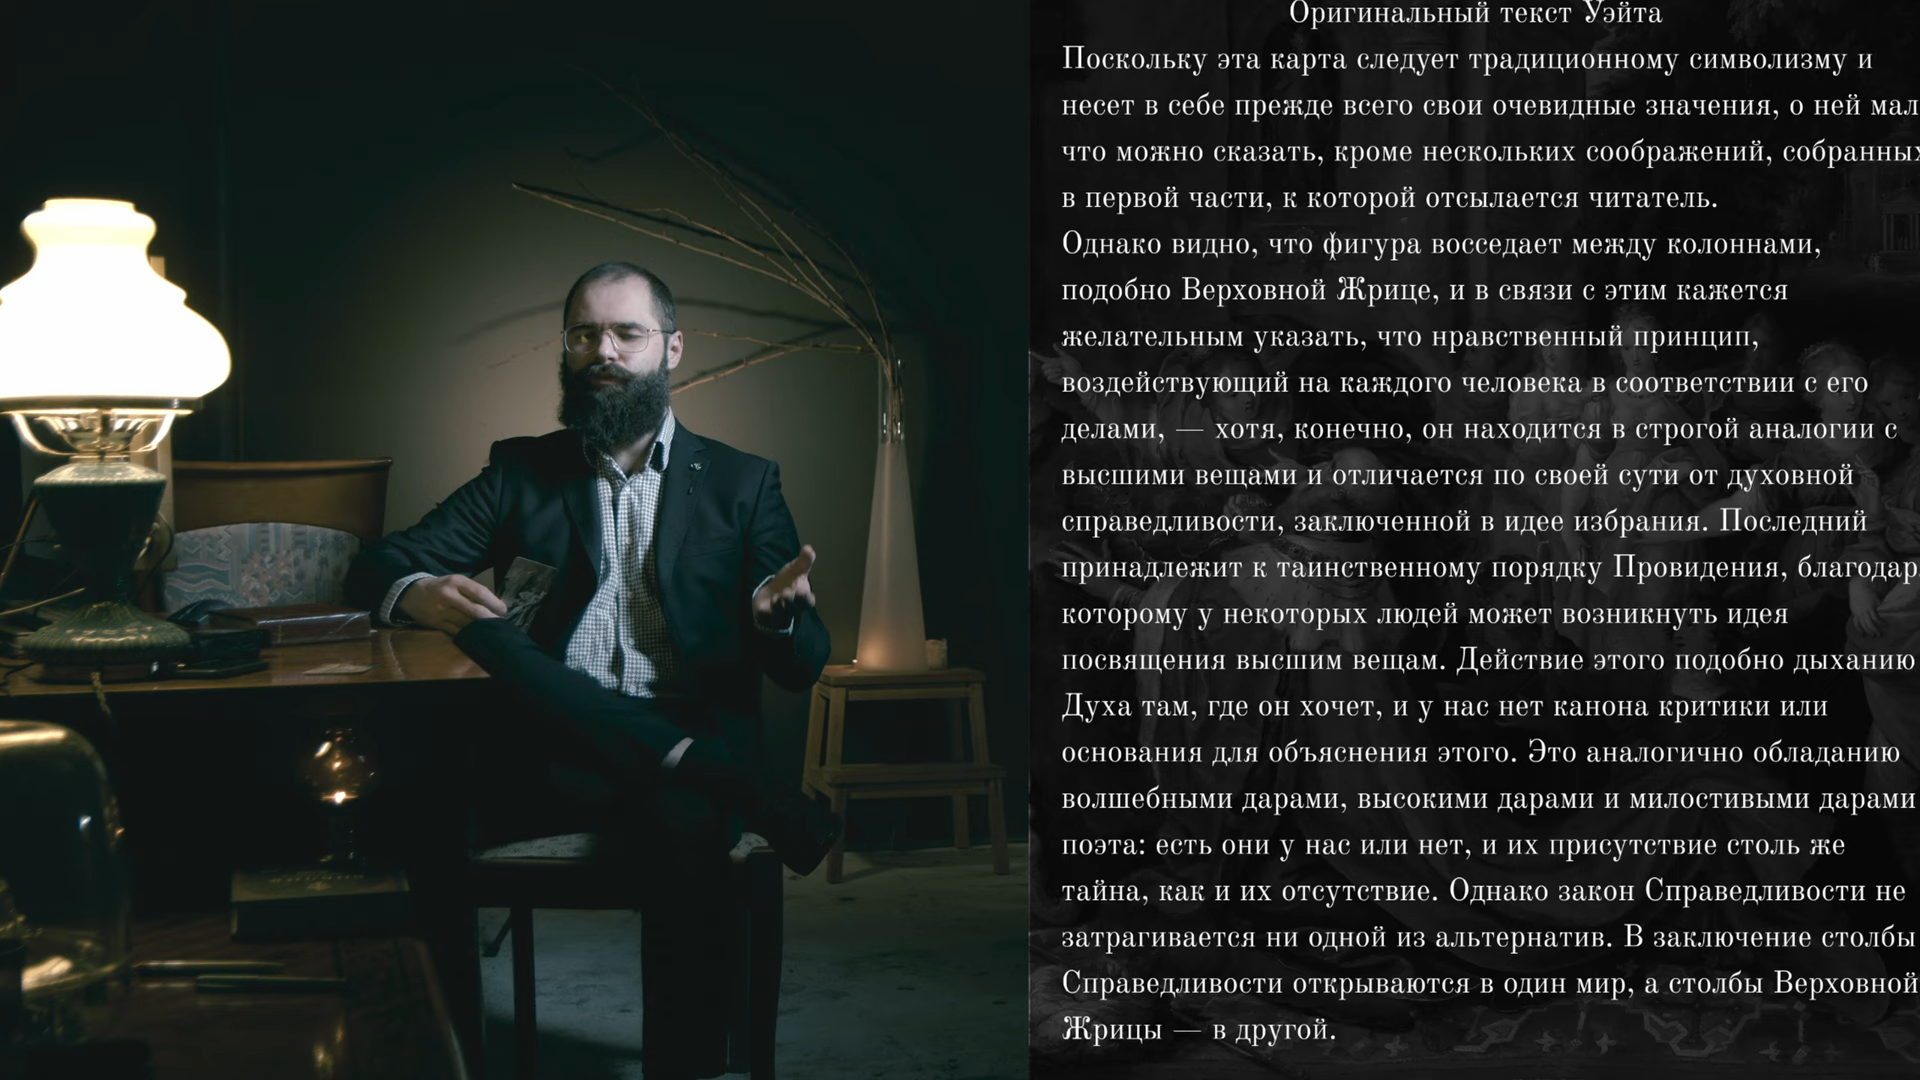 Оригинальный текст Уэйта
Поскольку эта карта следует традиционному символизму и
несет в себе прежде всего свои очевидные значения, о ней мал
что можно сказать, кроме нескольких соображений, собранных
в первой части, к которой отсылается читатель.
Однако видно, что фигура восседает между колоннами,
подобно Верховной Жрице, и в связи с этим кажется
желательным указать, что нравственный принцип,
воздействующий на каждого человека в соответствии с его
делами, — хотя, конечно, он находится в строгой аналогии с
высшими вещами и отличается по своей сути от духовной
справедливости, заключенной в идее избрания. Последний
принадлежит к таинственному порядку Провидения, благодар
которому у некоторых людей может возникнуть идея
посвящения высшим вещам. Действие этого подобно дыханию
Духа там, где он хочет, и у нас нет канона критики или
основания для объяснения этого. Это аналогично обладанию
волшебными дарами, высокими дарами и милостивыми дарами
поэта: есть они у нас или нет, и их присутствие столь же
тайна, как и их отсутствие. Однако закон Справедливости не
затрагивается ни одной из альтернатив. В заключение столбы
Справедливости открываются в один мир, а столбы Верховной
Жрицы — в другой.